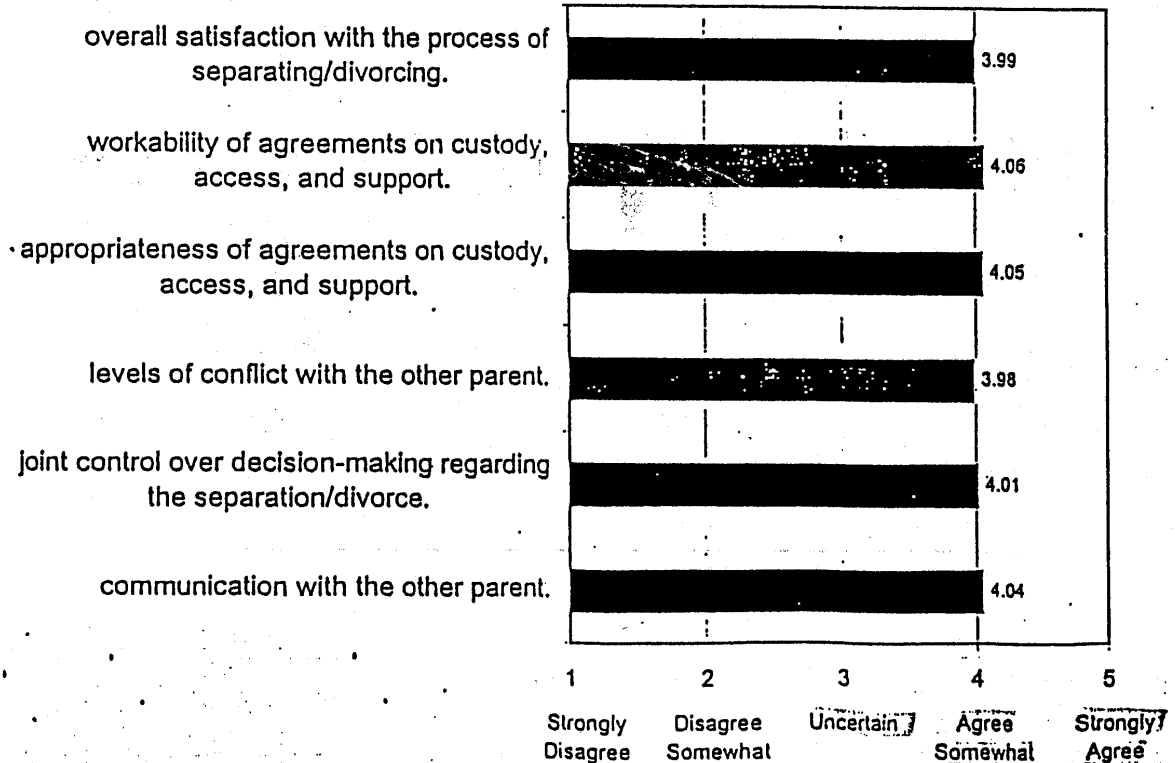 overall satisfaction with the process of
separating/divorcing.
3.99
workability of agreements on custody,
access, and support.
4.06
appropriateness of agreements on custody,
access, and support.
4.05
levels of conflict with the other parent.
3.98
joint control over decision-making regarding
the separation/divorce.
4.01
communication with the other parent.
4.04
1 2 3 4 5
Strongly Disagree Uncertain Agree Strongly
Disagree Somewhat Somewhat Agree